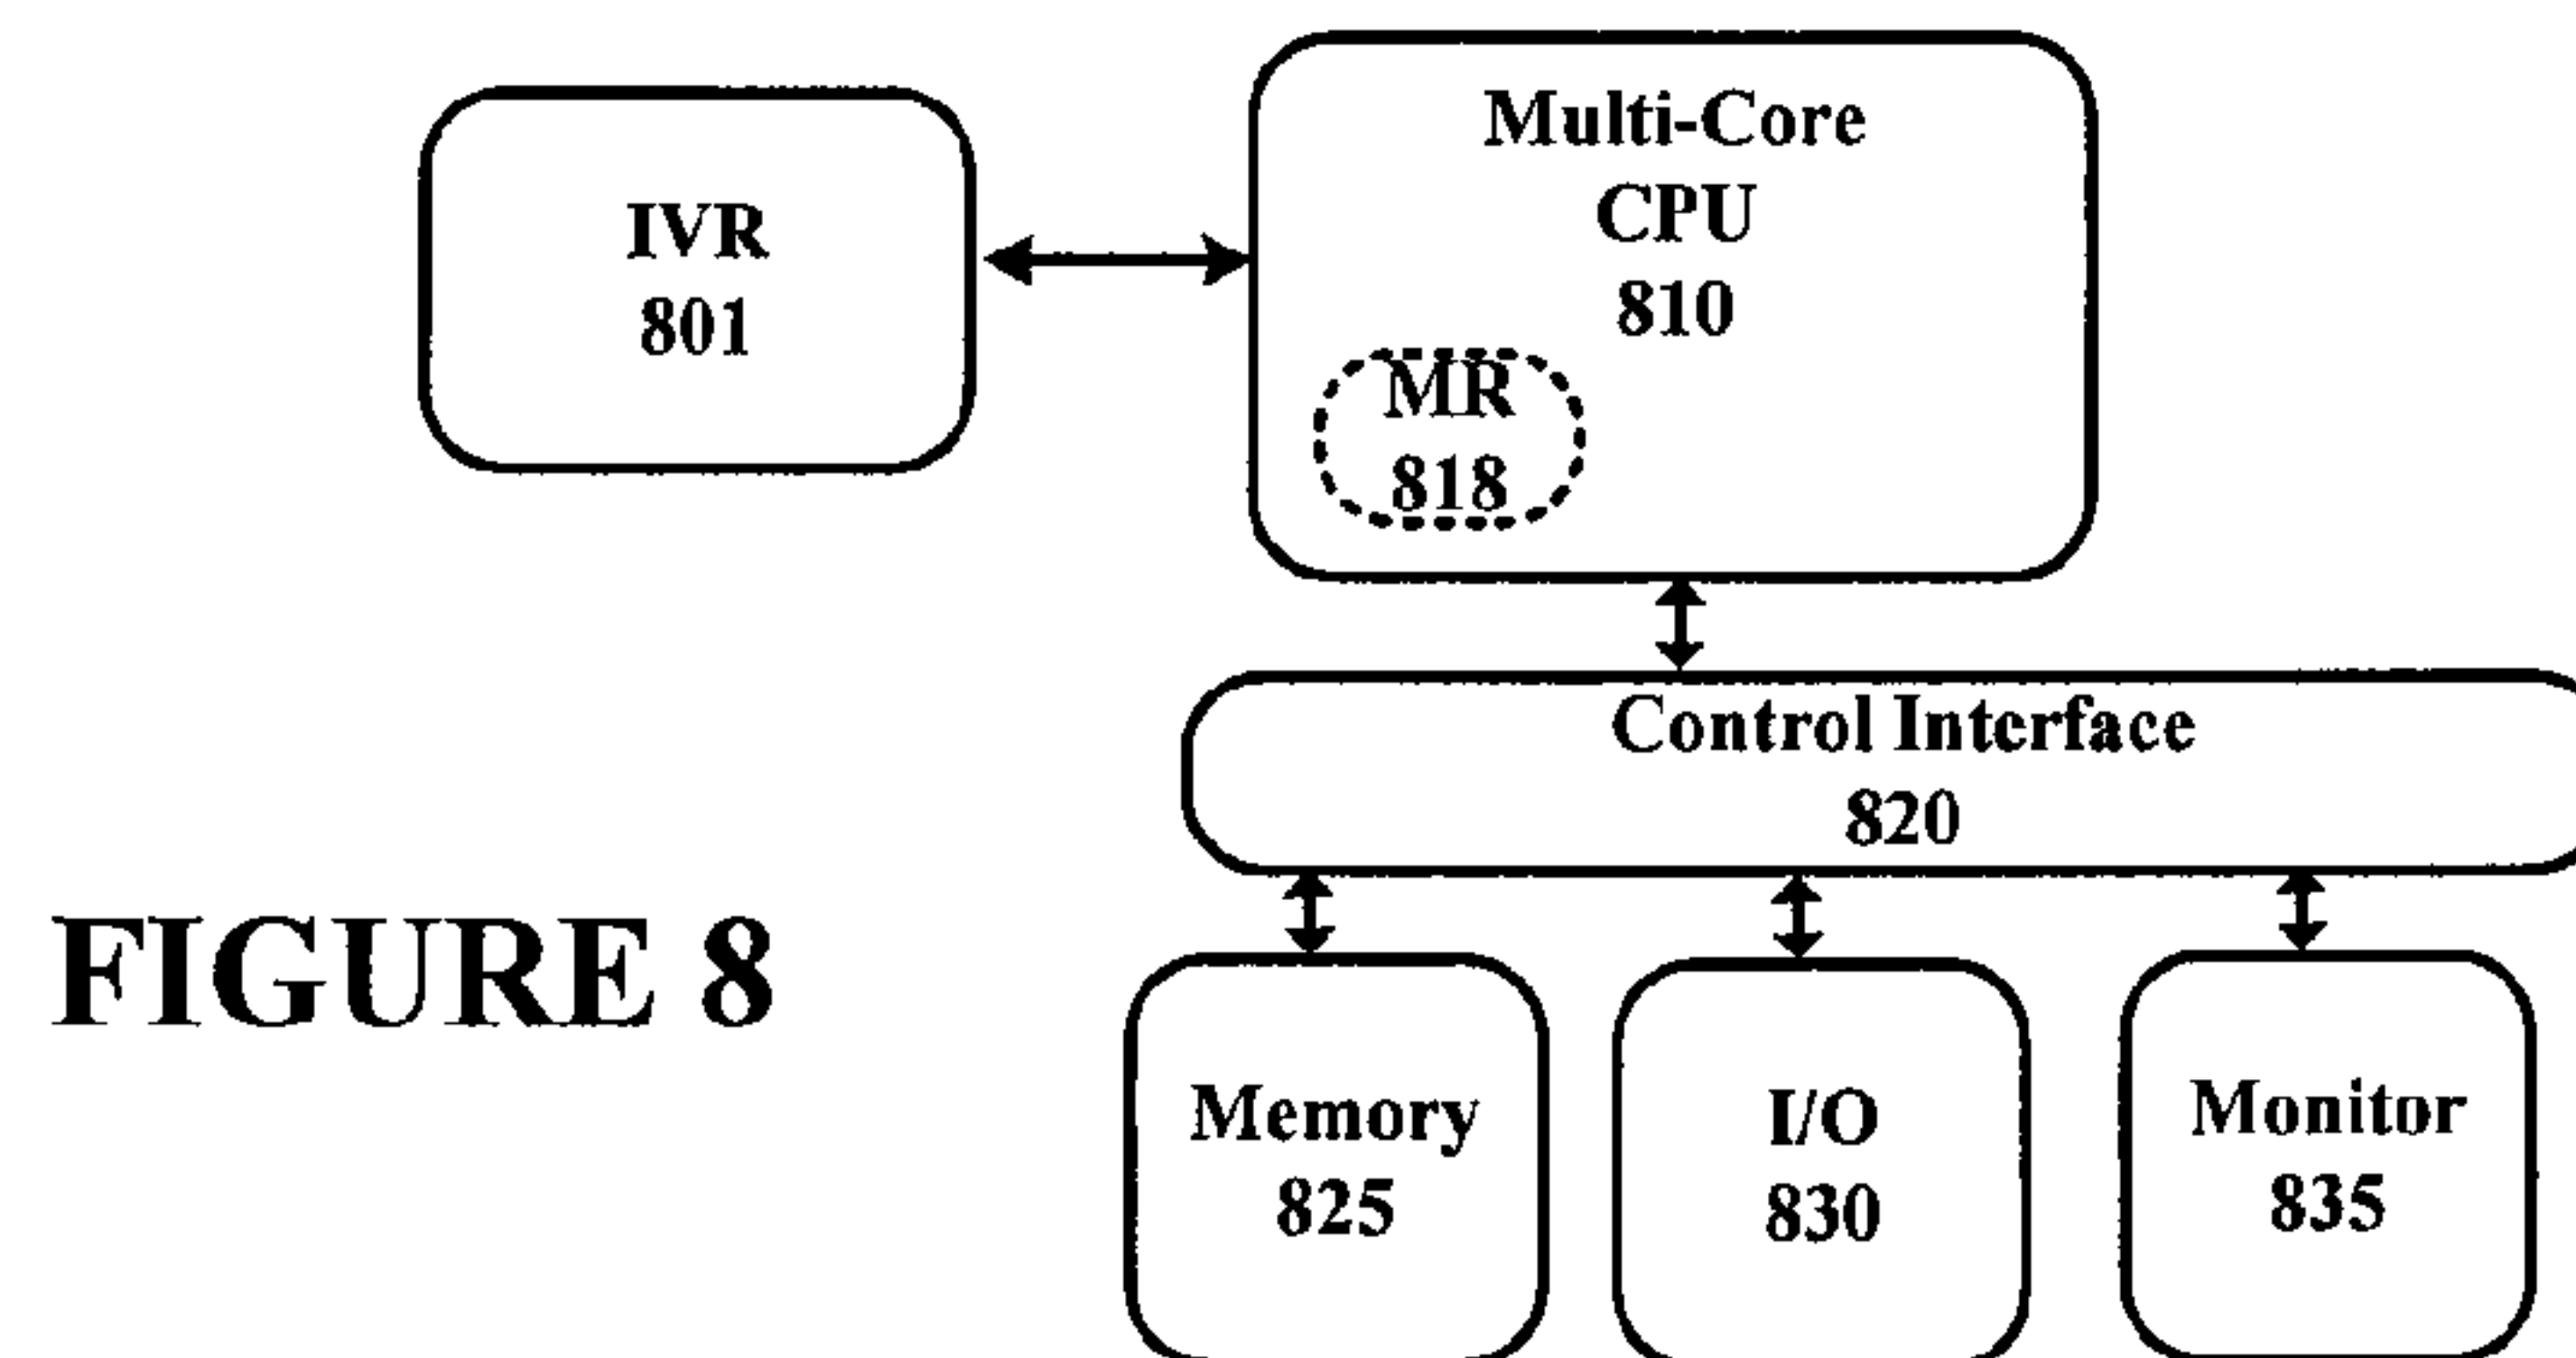 IVR
801
Multi-Core
CPU
810
MR
818
Control Interface
820
FIGURE 8
Memory
825
I/O
830
Monitor
835